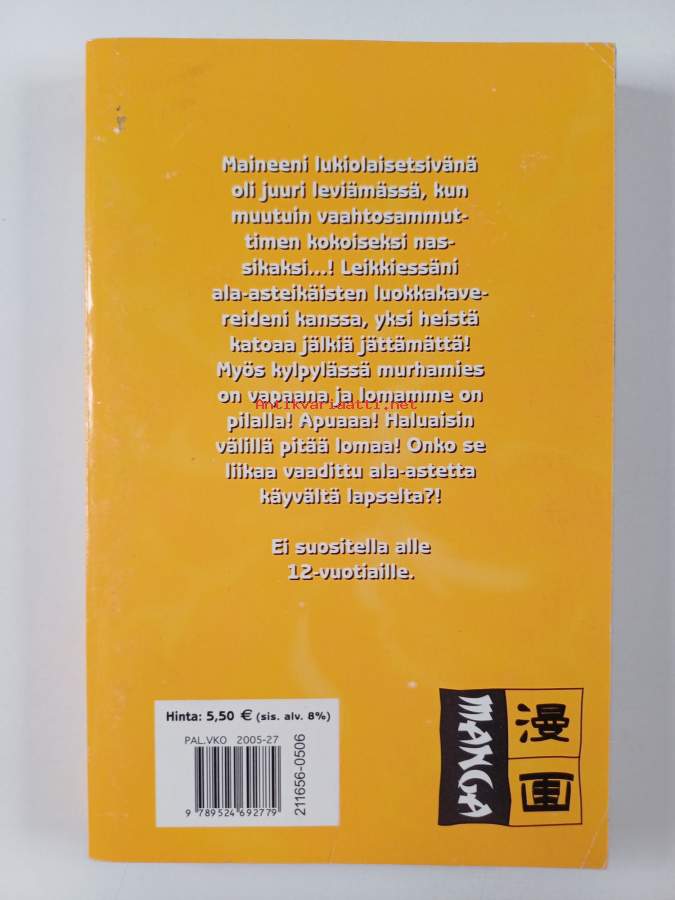 Maineeni lukiolaisetsivänä
oli juuri leviämässä, kun
muutuin vaahtosammut-
timen kokoiseksi nas-
sikaksi...! Leikkiessäni
ala-asteikäisten luokkakave-
reideni kanssa, yksi heistä
katoaa jälkiä jättämättä!
Myös kylpylässä murhamies
on vapaana ja lomamme on
Antikvariaatti.net
pilalla! Apuaaa! Haluaisin
välillä pitää lomaa! Onko se
liikaa vaadittu ala-astetta
käyvältä lapselta?!
Ei suositella alle
12-vuotiaille.
Hinta: 5,50 € (sis. alv. 8%)
PAL.VKO 2005-27
211656-0506
9 789524 692779
MANGA
漫画